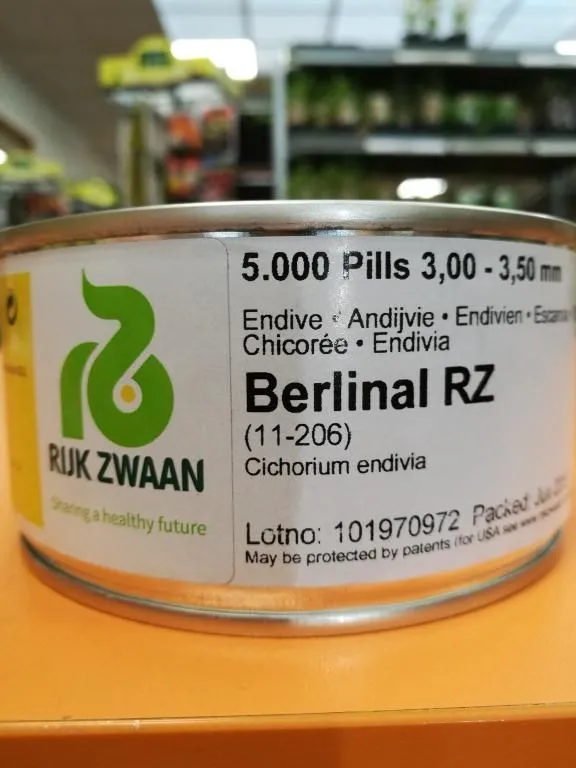 5.000 Pills 3,00 - 3,50 mm
Endive • Andijvie • Endivien •
Chicorée • Endivia
Berlinal RZ
(11-206)
Cichorium endivia
RIJK ZWAAN
Sharing a healthy future
Lotno: 101970972 Packed:
May be protected by patents (for USA see